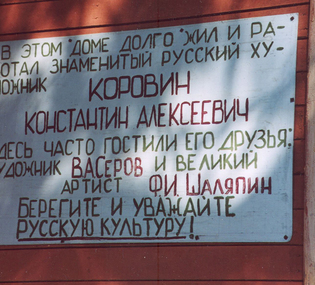 В ЭТОМ ДОМЕ ДОЛГО ЖИЛ И РА-
ОТАЛ ЗНАМЕНИТЫЙ РУССКИЙ ХУ-
ОЖНИК КОРОВИН
КОНСТАНТИН АЛЕКСЕЕВИЧ
ДЕСЬ ЧАСТО ГОСТИЛИ ЕГО ДРУЗЬЯ:
УДОЖНИК В.А.СЕРОВ И ВЕЛИКИЙ
АРТИСТ Ф.И. ШАЛЯПИН
БЕРЕГИТЕ И УВАЖАЙТЕ
РУССКУЮ КУЛЬТУРУ!